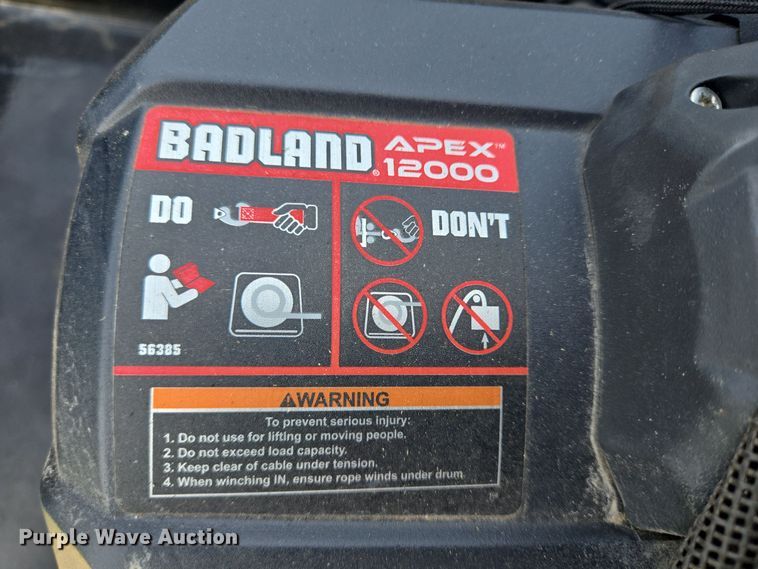 BADLAND® APEX™
12000
DO
DON'T
56385
WARNING
To prevent serious injury:
1. Do not use for lifting or moving people.
2. Do not exceed load capacity.
3. Keep clear of cable under tension.
4. When winching IN, ensure rope winds under drum
Purple Wave Auction